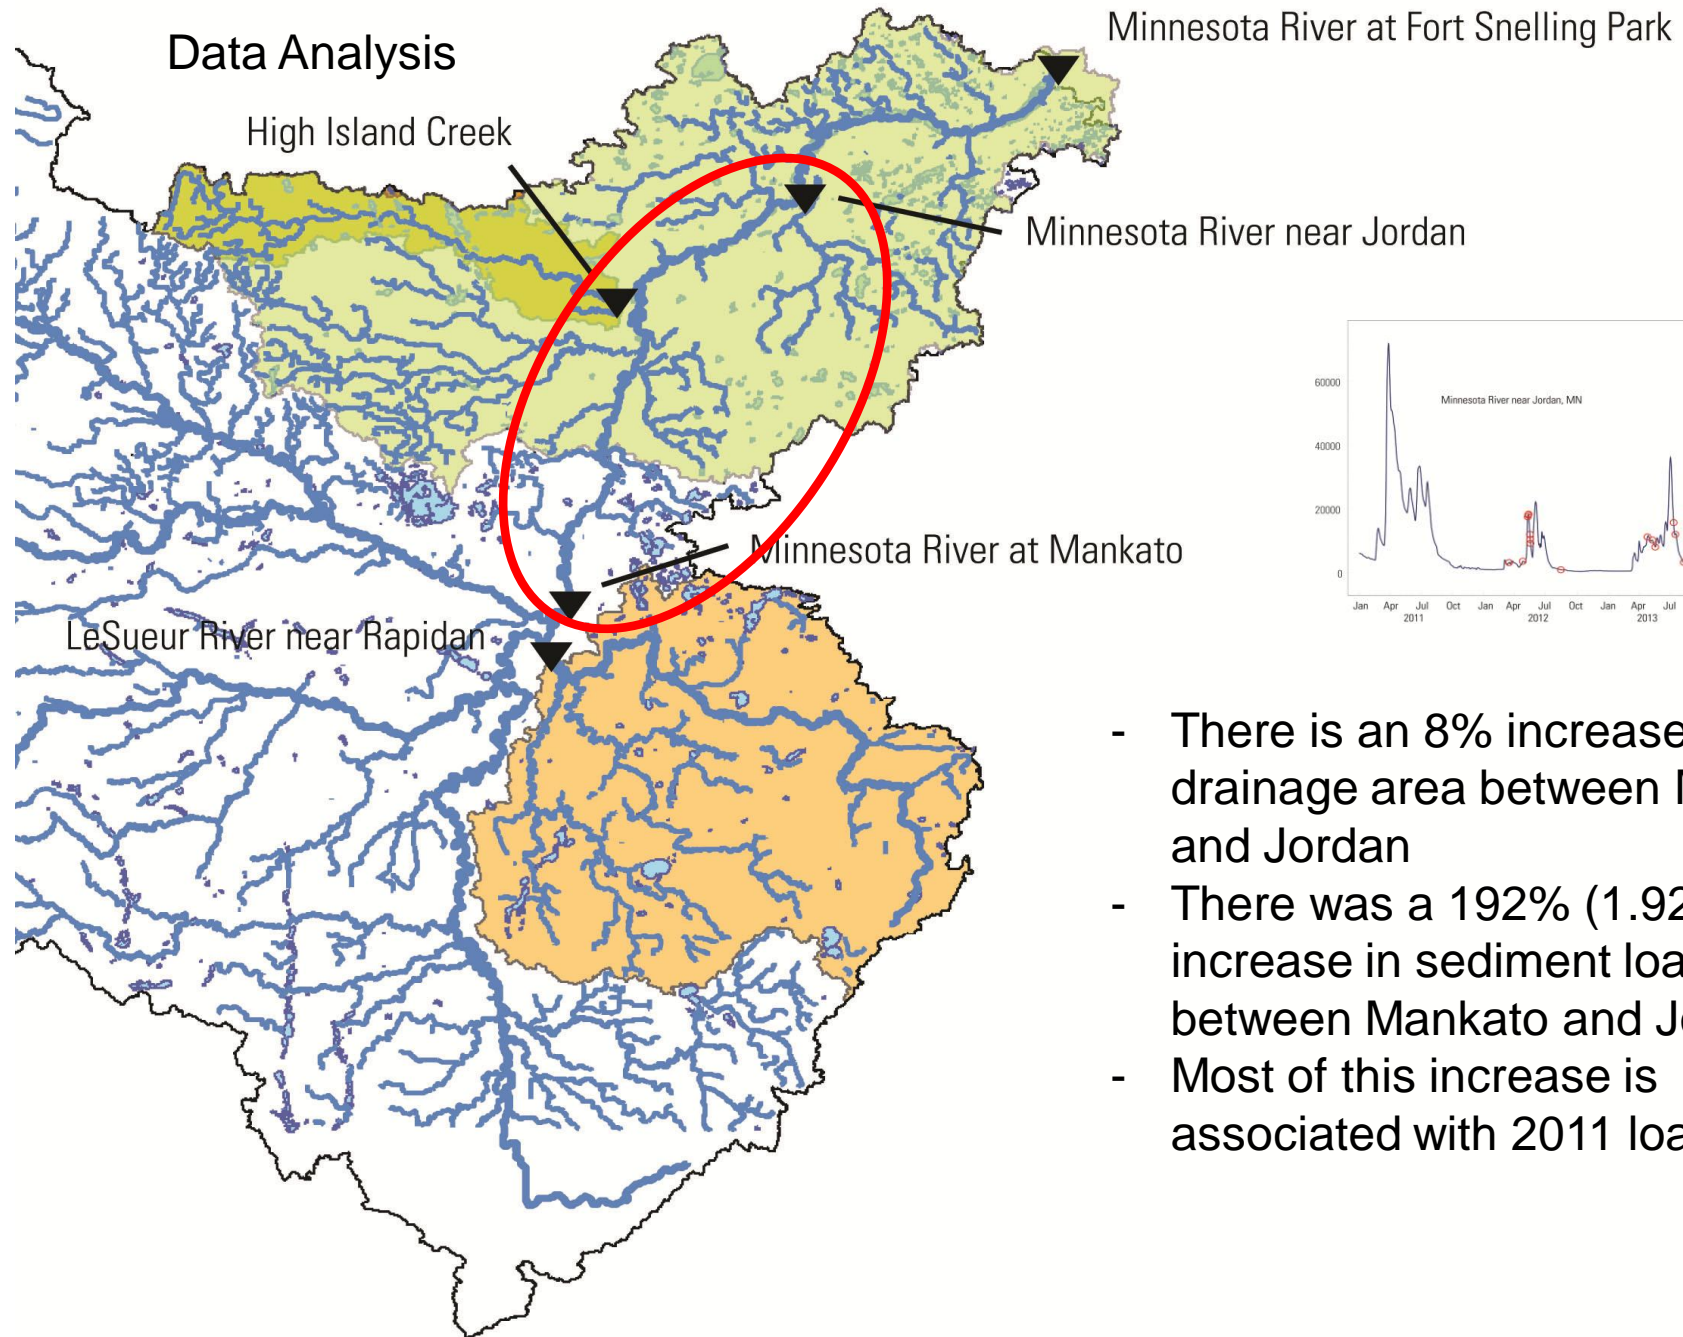 Data Analysis
Minnesota River at Fort Snelling Park
High Island Creek
Minnesota River near Jordan
Minnesota River at Mankato
LeSueur River near Rapidan
60000
40000
20000
0
Minnesota River near Jordan, MN
Jan Apr Jul Oct Jan Apr Jul Oct Jan Apr Jul
2011 2012 2013
- There is an 8% increase
drainage area between
and Jordan
- There was a 192% (1.92
increase in sediment loa
between Mankato and Jo
- Most of this increase is
associated with 2011 loa